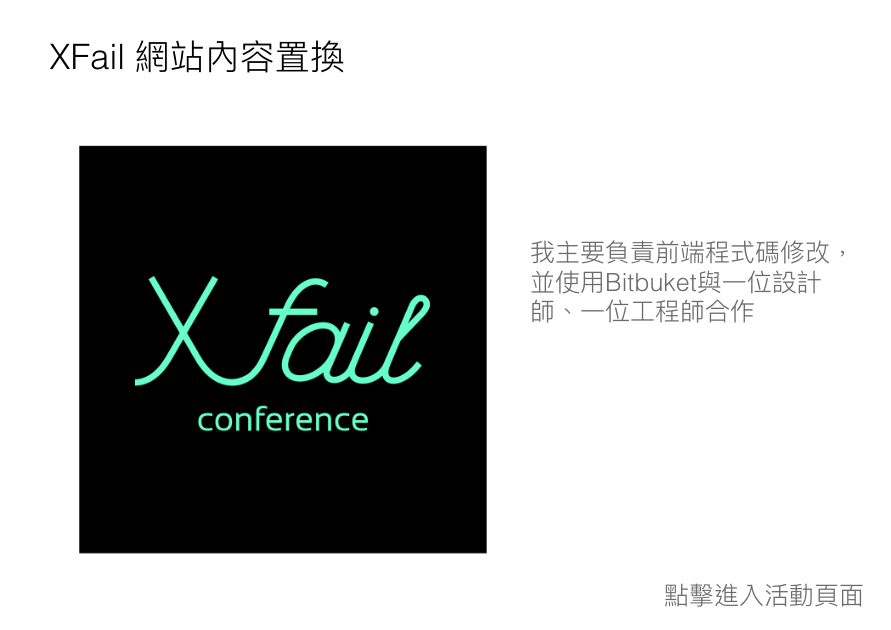 XFail 網站內容置換
X fail
conference
我主要負責前端程式碼修改，
並使用Bitbuket與一位設計
師、一位工程師合作
點擊進入活動頁面